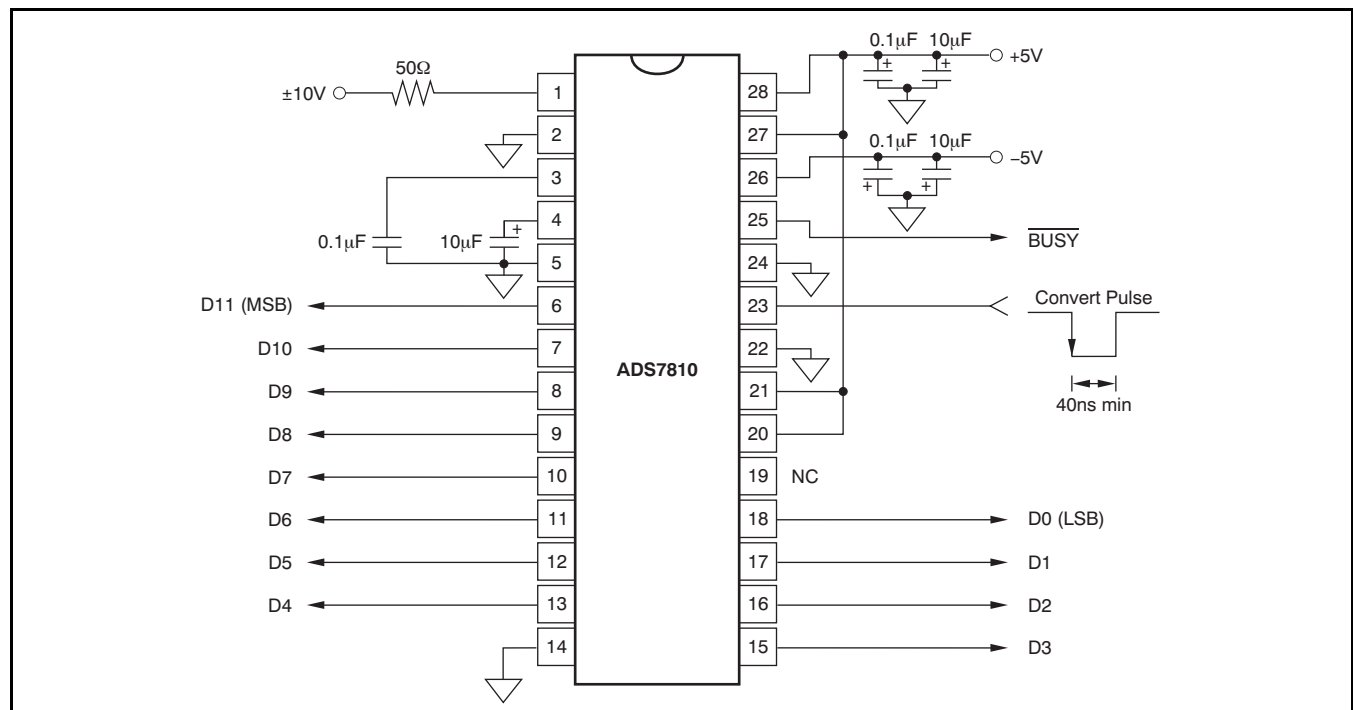 0.1µF 10µF
+5V
50Ω
±10V
1
28
2
27
0.1µF 10µF
–5V
3
26
4
25
+
+
+
+
+
BUSY
0.1µF
10µF
5
24
D11 (MSB)
6
23
Convert Pulse
D10
7
22
ADS7810
D9
8
21
40ns min
D8
9
20
D7
10
19
NC
D6
11
18
D0 (LSB)
D5
12
17
D1
D4
13
16
D2
14
15
D3